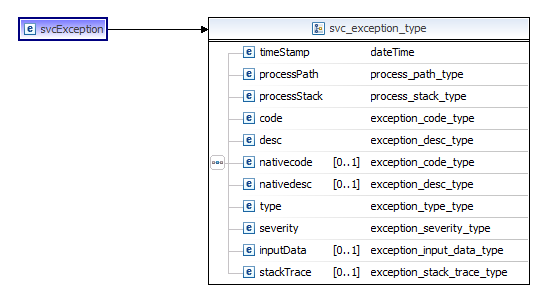 e svcException
svc_exception_type
e timeStamp dateTime
e processPath process_path_type
e processStack process_stack_type
e code exception_code_type
e desc exception_desc_type
e nativecode [0..1] exception_code_type
e nativedesc [0..1] exception_desc_type
e type exception_type_type
e severity exception_severity_type
e inputData [0..1] exception_input_data_type
e stackTrace [0..1] exception_stack_trace_type